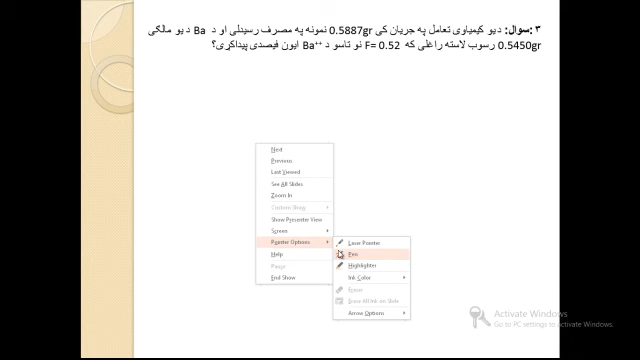 ۳ :سوال: د یو کیمیاوی تعامل په جریان کی 0.5887gr نمونه په مصرف رسیدلی او د Ba د یو مالکی
0.5450gr رسوب لاسته راغلی که F= 0.52 نو تاسو د Ba++ ایون فیصدی پیداکړی؟
Next
Previous
Last Viewed
See All Slides
Zoom In
Custom Show
Show Presenter View
Screen
Pointer Options
Help
Pause
End Show
Laser Pointer
Pen
Highlighter
Ink Color
Eraser
Erase All Ink on Slide
Arrow Options
Activate Windows
Go to PC settings to activate Windows.